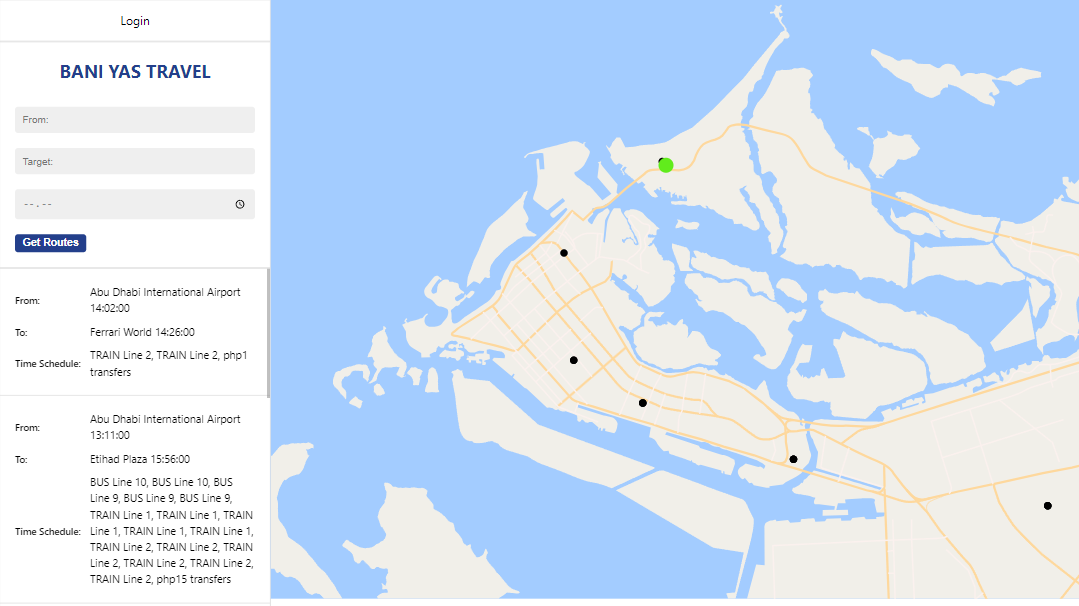 Login
BANI YAS TRAVEL
From:
Target:
--.--
Get Routes
From:
Abu Dhabi International Airport
14:02:00
To:
Ferrari World 14:26:00
Time Schedule:
TRAIN Line 2, TRAIN Line 2, php1
transfers
From:
Abu Dhabi International Airport
13:11:00
To:
Etihad Plaza 15:56:00
Time Schedule:
BUS Line 10, BUS Line 10, BUS
Line 9, BUS Line 9, BUS Line 9,
TRAIN Line 1, TRAIN Line 1, TRAIN
Line 1, TRAIN Line 1, TRAIN Line 1,
TRAIN Line 2, TRAIN Line 2, TRAIN
Line 2, TRAIN Line 2, TRAIN Line 2,
TRAIN Line 2, php15 transfers